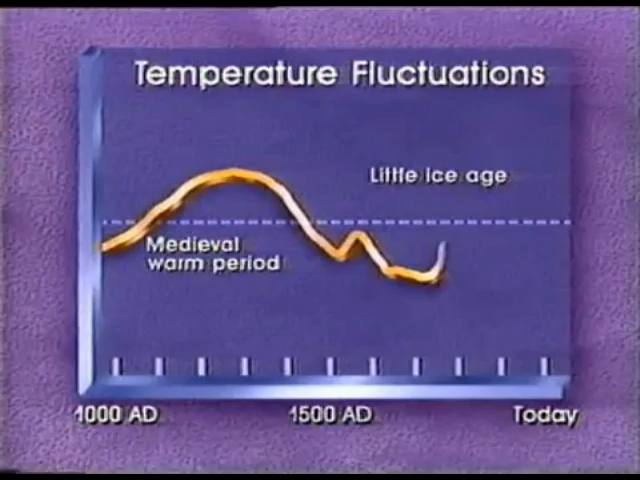 Temperature Fluctuations
Little ice age
Medieval
warm period
1000 AD
1500 AD
Today